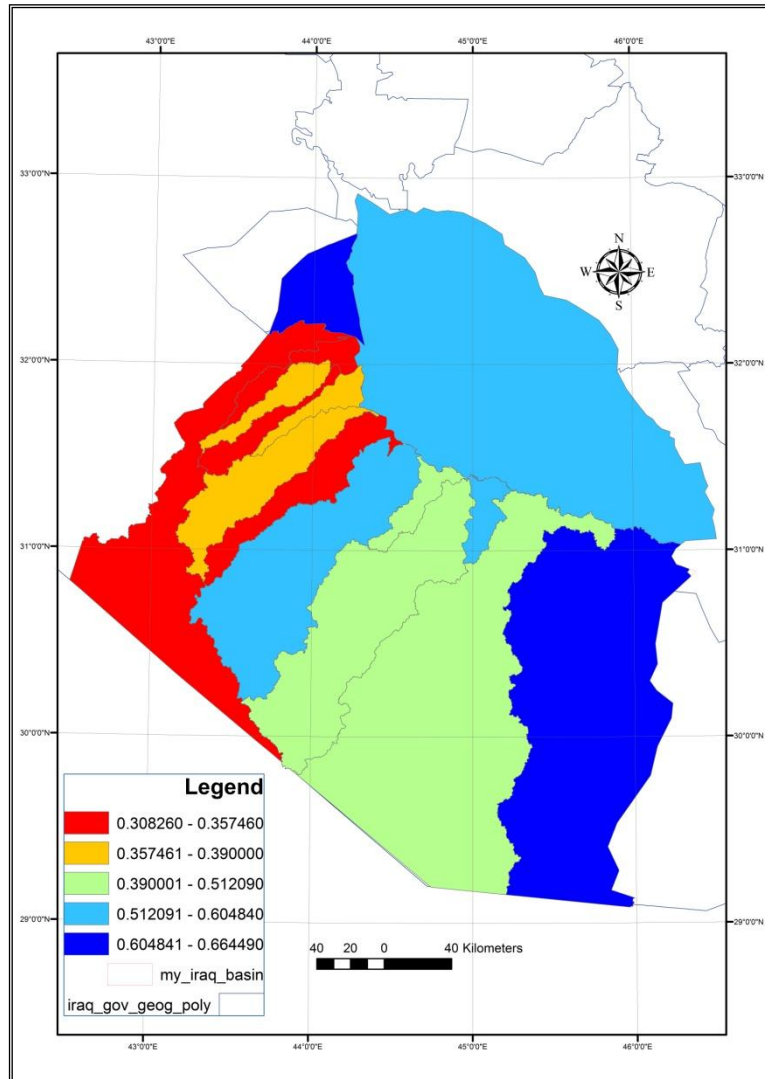 43°0'0"E 44°0'0"E 45°0'0"E 46°0'0"E
33°0'0"N 33°0'0"N
N
W E
S
32°0'0"N 32°0'0"N
31°0'0"N 31°0'0"N
30°0'0"N 30°0'0"N
Legend
0.308260 - 0.357460
0.357461 - 0.390000
0.390001 - 0.512090
0.512091 - 0.604840
0.604841 - 0.664490
my_iraq_basin
iraq_gov_geog_poly
29°0'0"N 29°0'0"N
40 20 0 40 Kilometers
43°0'0"E 44°0'0"E 45°0'0"E 46°0'0"E